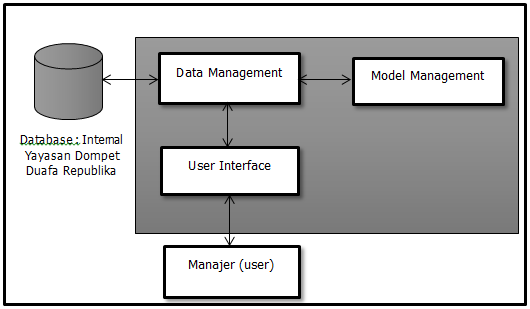 Data Management
Model Management
Database : Internal
Yayasan Dompet
Duafa Republika
User Interface
Manajer (user)